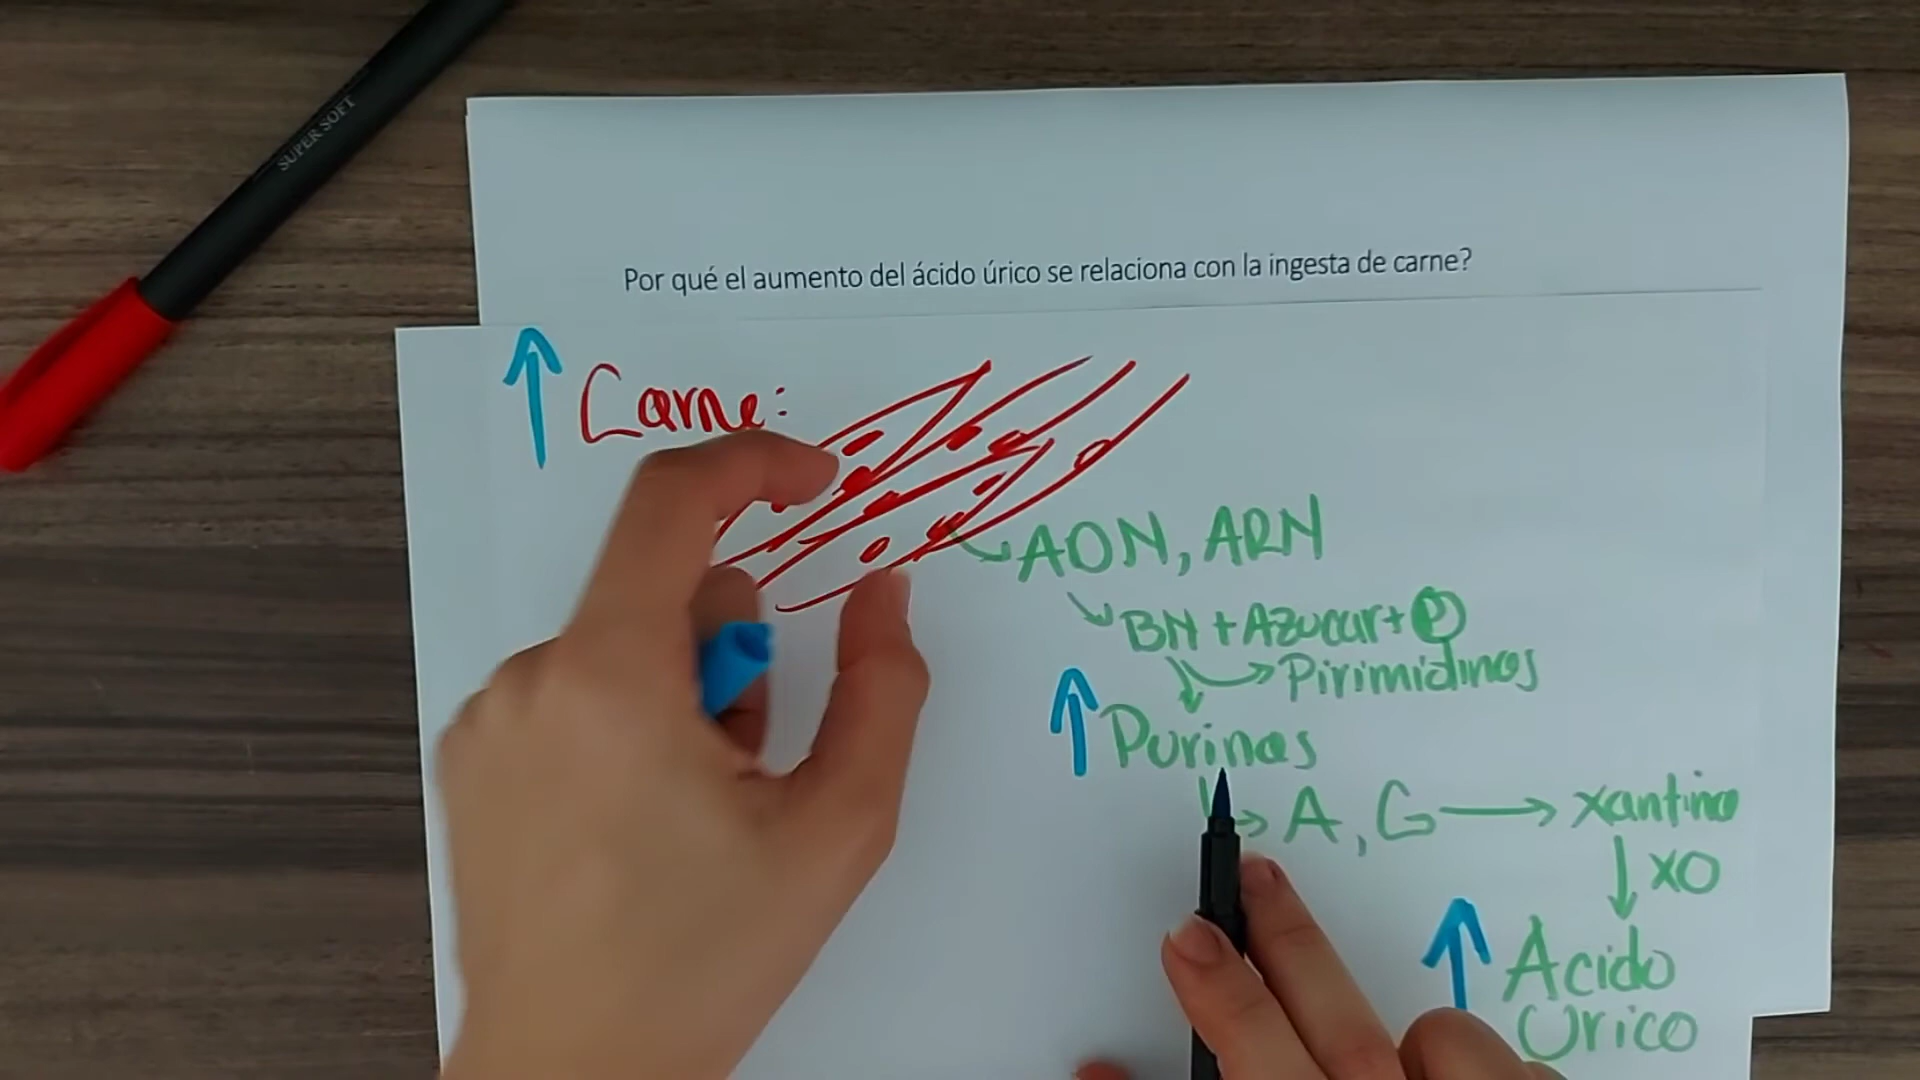 SUPER SOFT
Por qué el aumento del ácido úrico se relaciona con la ingesta de carne?
↑ Carne:
ADN, ARN
BN + Azucar + P
Pirimidinas
↑ Purinas
→ A, G → xantina
↓ XO
↑ Acido
Urico